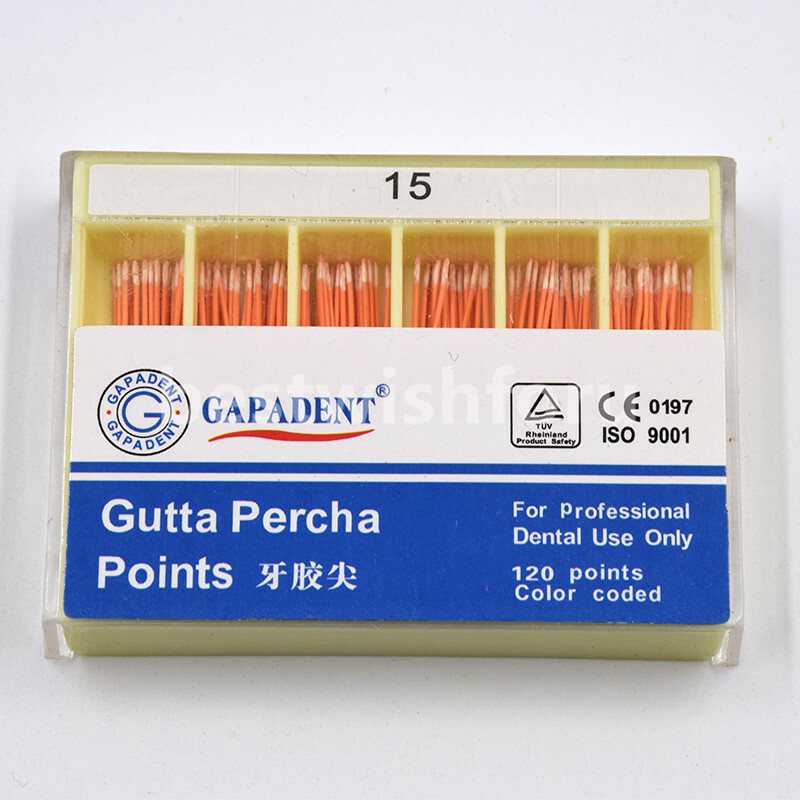 15
GAPADENT
G
GAPADENT
GAPADENT®
TÜV
Rheinland
Product Safety
CE 0197
ISO 9001
bestwishforu
Gutta Percha
Points 牙胶尖
For professional
Dental Use Only
120 points
Color coded